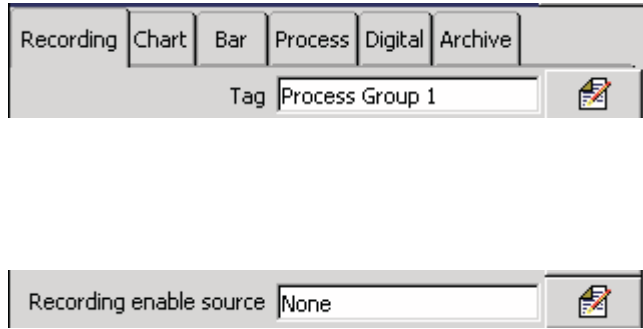 Recording Chart Bar Process Digital Archive
Tag Process Group 1
Recording enable source None